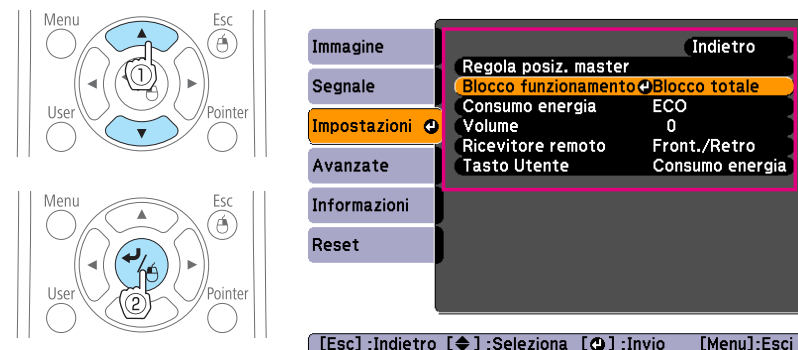 Menu Esc
①
User Pointer
Menu Esc
User Pointer
②
Immagine
Segnale
Impostazioni
Avanzate
Informazioni
Reset
Indietro
Regola posiz. master
Blocco funzionamento Blocco totale
Consumo energia ECO
Volume 0
Ricevitore remoto Front./Retro
Tasto Utente Consumo energia
[Esc] :Indietro [◆] :Seleziona [⏎] :Invio [Menu]:Esci